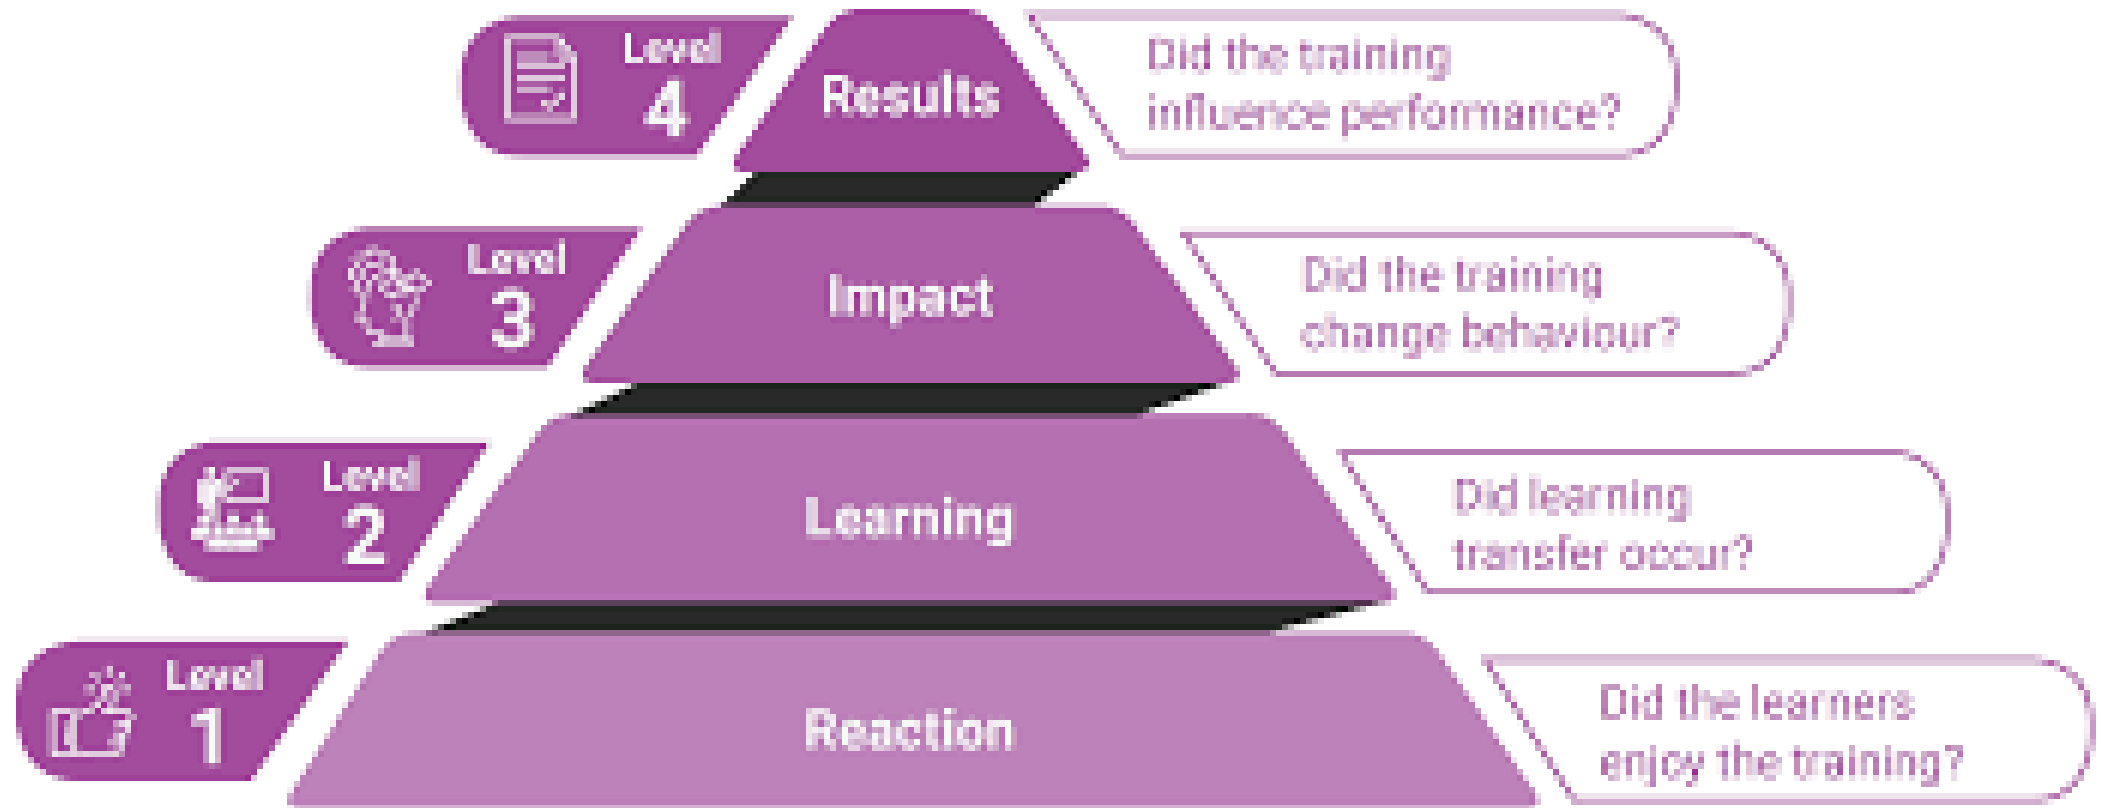 Level
4
Results
Did the training
influence performance?
Level
3
Impact
Did the training
change behaviour?
Level
2
Learning
Did learning
transfer occur?
Level
1
Reaction
Did the learners
enjoy the training?